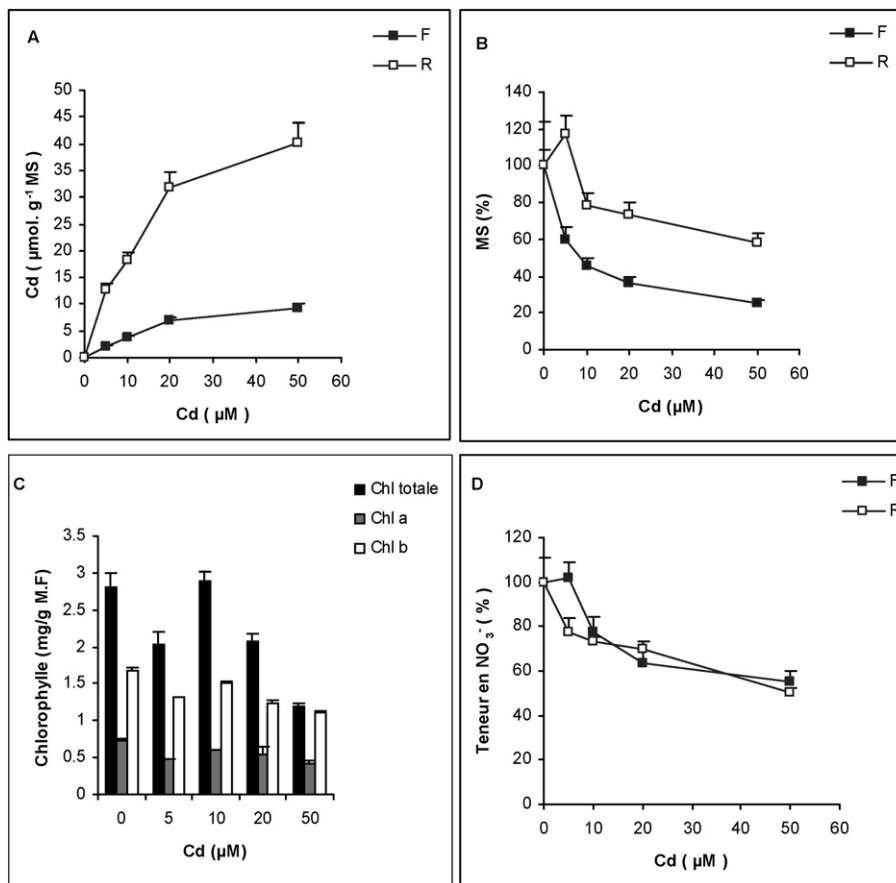 A
F
R
Cd ( µmol. g⁻¹ MS )
50
45
40
35
30
25
20
15
10
5
0
0 10 20 30 40 50 60
Cd ( µM )
B
F
R
MS (%)
140
120
100
80
60
40
20
0
0 10 20 30 40 50 60
Cd (µM)
C
Chl totale
Chl a
Chl b
Chlorophylle (mg/g M.F)
3.5
3
2.5
2
1.5
1
0.5
0
0 5 10 20 50
Cd (µM)
D
F
R
Teneur en NO₃⁻ ( % )
120
100
80
60
40
20
0
0 10 20 30 40 50 60
Cd ( µM )